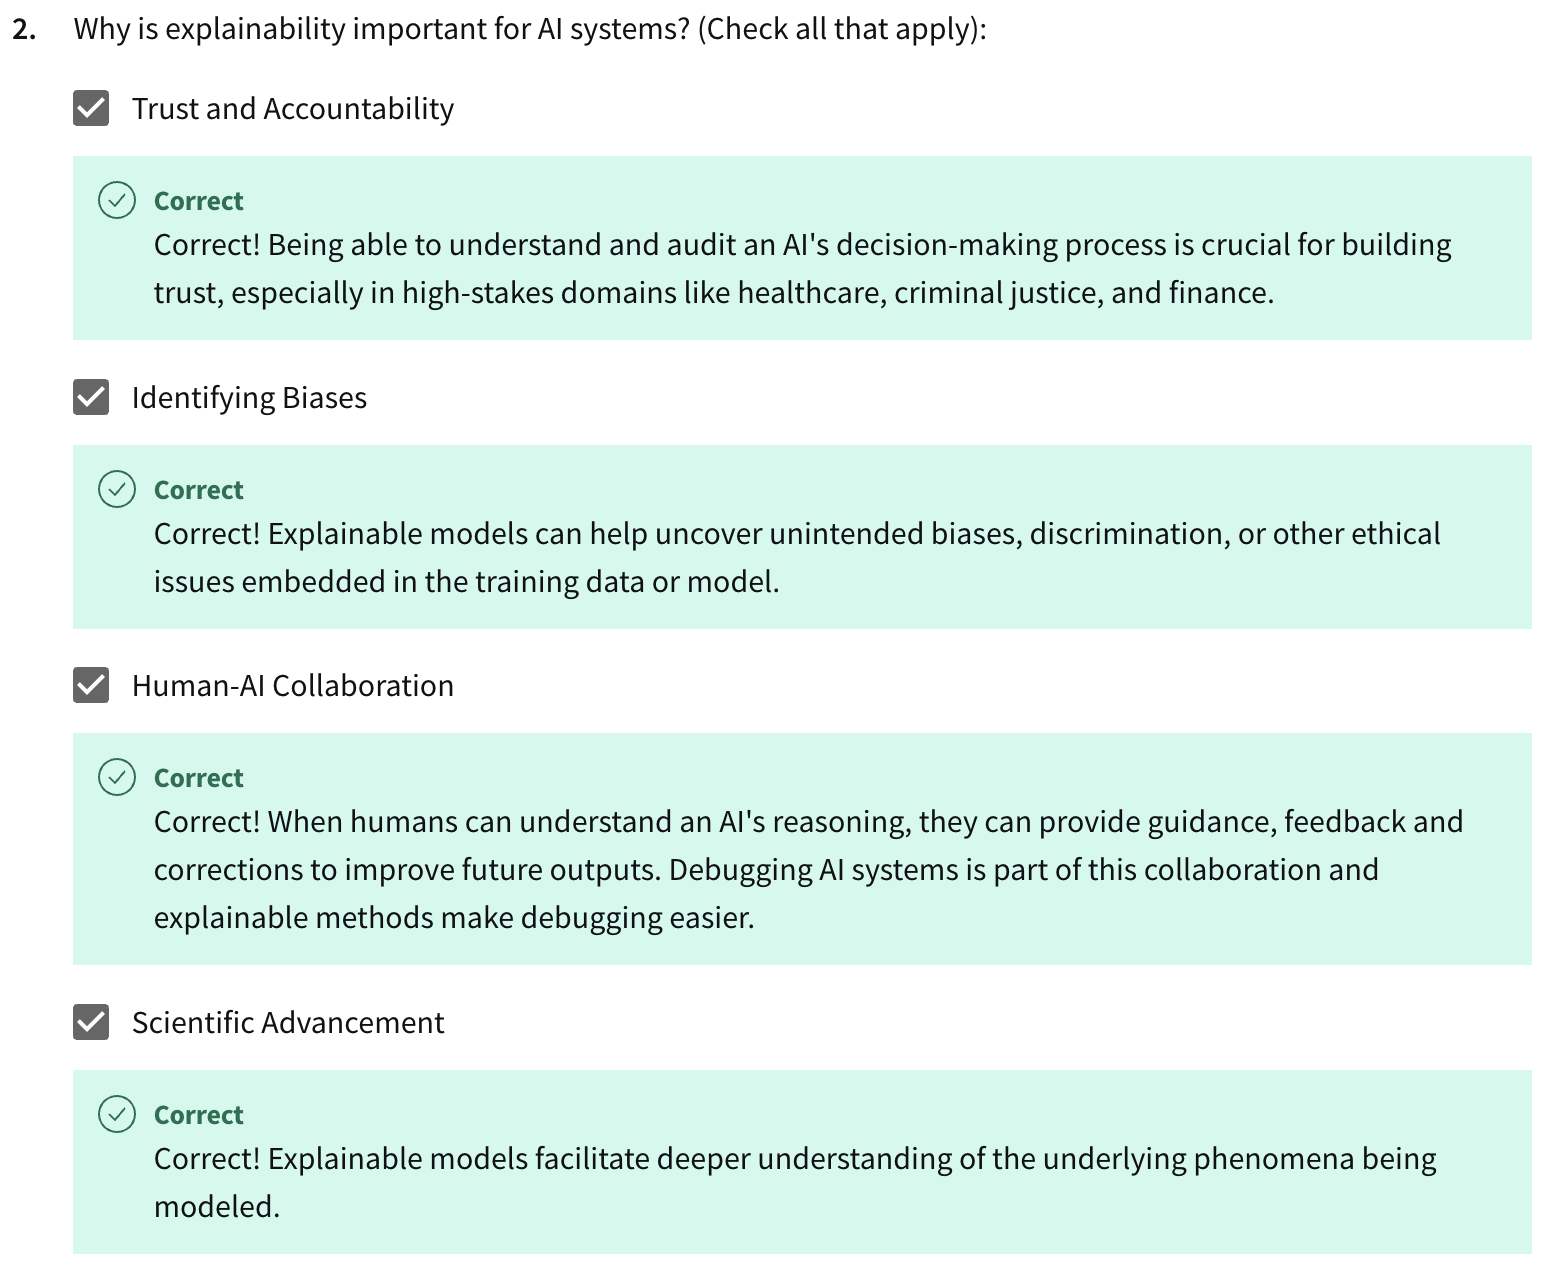 2. Why is explainability important for AI systems? (Check all that apply):
Trust and Accountability
Correct
Correct! Being able to understand and audit an AI's decision-making process is crucial for building
trust, especially in high-stakes domains like healthcare, criminal justice, and finance.
Identifying Biases
Correct
Correct! Explainable models can help uncover unintended biases, discrimination, or other ethical
issues embedded in the training data or model.
Human-AI Collaboration
Correct
Correct! When humans can understand an AI's reasoning, they can provide guidance, feedback and
corrections to improve future outputs. Debugging AI systems is part of this collaboration and
explainable methods make debugging easier.
Scientific Advancement
Correct
Correct! Explainable models facilitate deeper understanding of the underlying phenomena being
modeled.